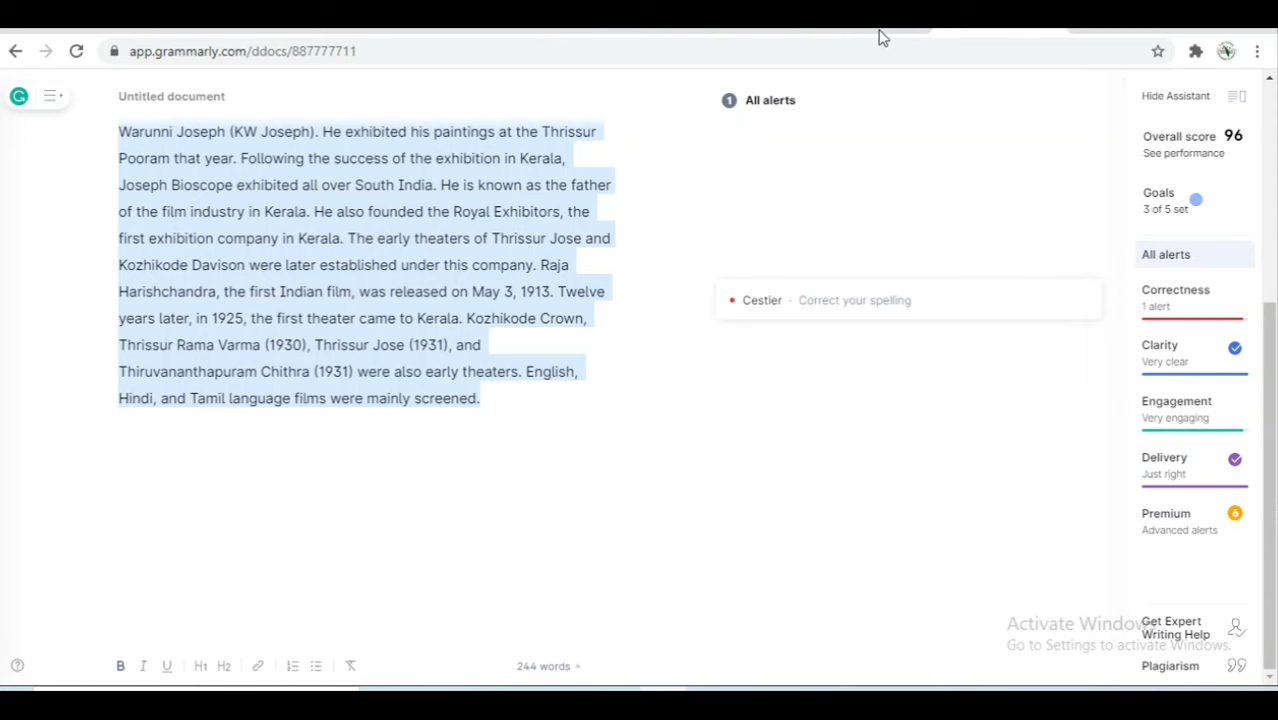 app.grammarly.com/ddocs/887777711
Untitled document
Warunni Joseph (KW Joseph). He exhibited his paintings at the Thrissur
Pooram that year. Following the success of the exhibition in Kerala,
Joseph Bioscope exhibited all over South India. He is known as the father
of the film industry in Kerala. He also founded the Royal Exhibitors, the
first exhibition company in Kerala. The early theaters of Thrissur Jose and
Kozhikode Davison were later established under this company. Raja
Harishchandra, the first Indian film, was released on May 3, 1913. Twelve
years later, in 1925, the first theater came to Kerala. Kozhikode Crown,
Thrissur Rama Varma (1930), Thrissur Jose (1931), and
Thiruvananthapuram Chithra (1931) were also early theaters. English,
Hindi, and Tamil language films were mainly screened.
B I U H1 H2
244 words
1 All alerts
Cestier - Correct your spelling
Hide Assistant
Overall score 96
See performance
Goals
3 of 5 set
All alerts
Correctness
1 alert
Clarity
Very clear
Engagement
Very engaging
Delivery
Just right
Premium 6
Advanced alerts
Get Expert
Writing Help
Plagiarism
Activate Windows
Go to Settings to activate Windows.